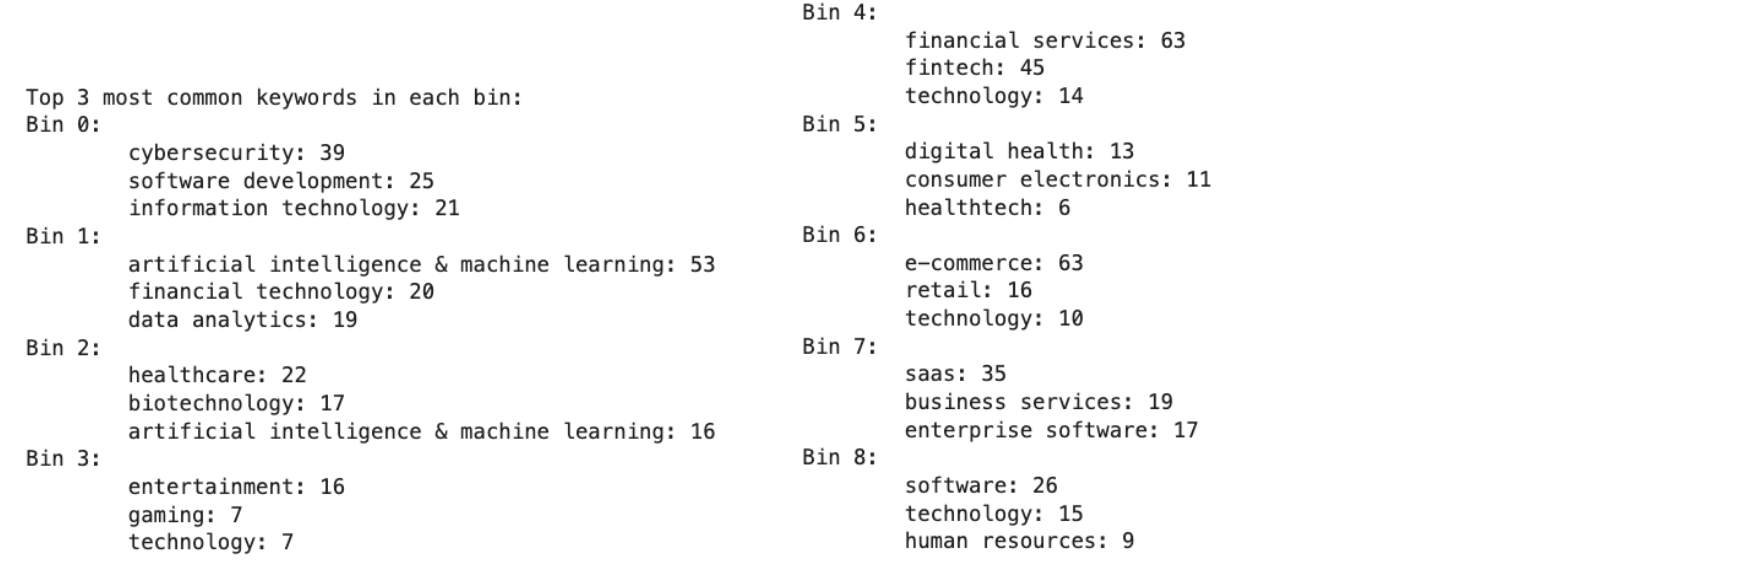 Top 3 most common keywords in each bin:
Bin 0:
cybersecurity: 39
software development: 25
information technology: 21
Bin 1:
artificial intelligence & machine learning: 53
financial technology: 20
data analytics: 19
Bin 2:
healthcare: 22
biotechnology: 17
artificial intelligence & machine learning: 16
Bin 3:
entertainment: 16
gaming: 7
technology: 7
Bin 4:
financial services: 63
fintech: 45
technology: 14
Bin 5:
digital health: 13
consumer electronics: 11
healthtech: 6
Bin 6:
e-commerce: 63
retail: 16
technology: 10
Bin 7:
saas: 35
business services: 19
enterprise software: 17
Bin 8:
software: 26
technology: 15
human resources: 9